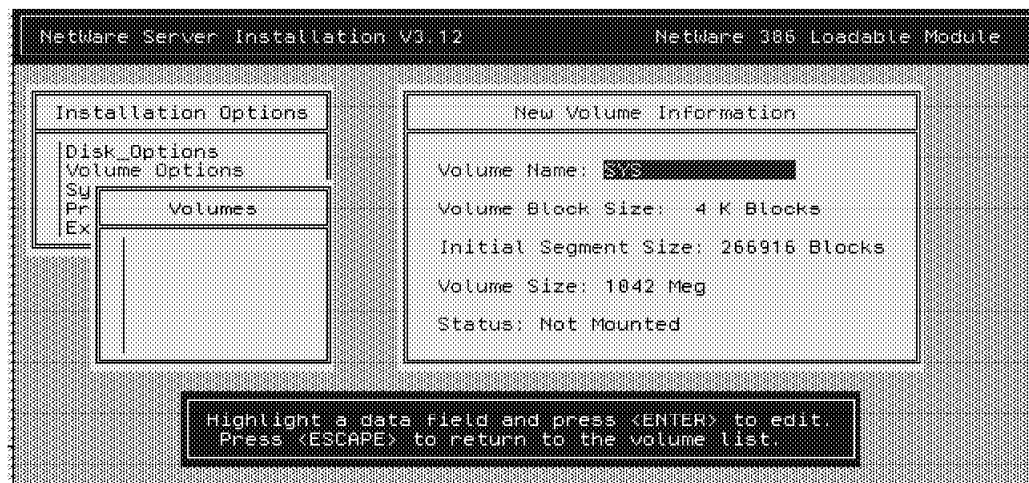 NetWare Server Installation V3.12 NetWare 386 Loadable Module
Installation Options
Disk_Options
Volume Options
Sy
Pr
Ex
Volumes
New Volume Information
Volume Name: SYS
Volume Block Size: 4 K Blocks
Initial Segment Size: 266916 Blocks
Volume Size: 1042 Meg
Status: Not Mounted
Highlight a data field and press <ENTER> to edit.
Press <ESCAPE> to return to the volume list.